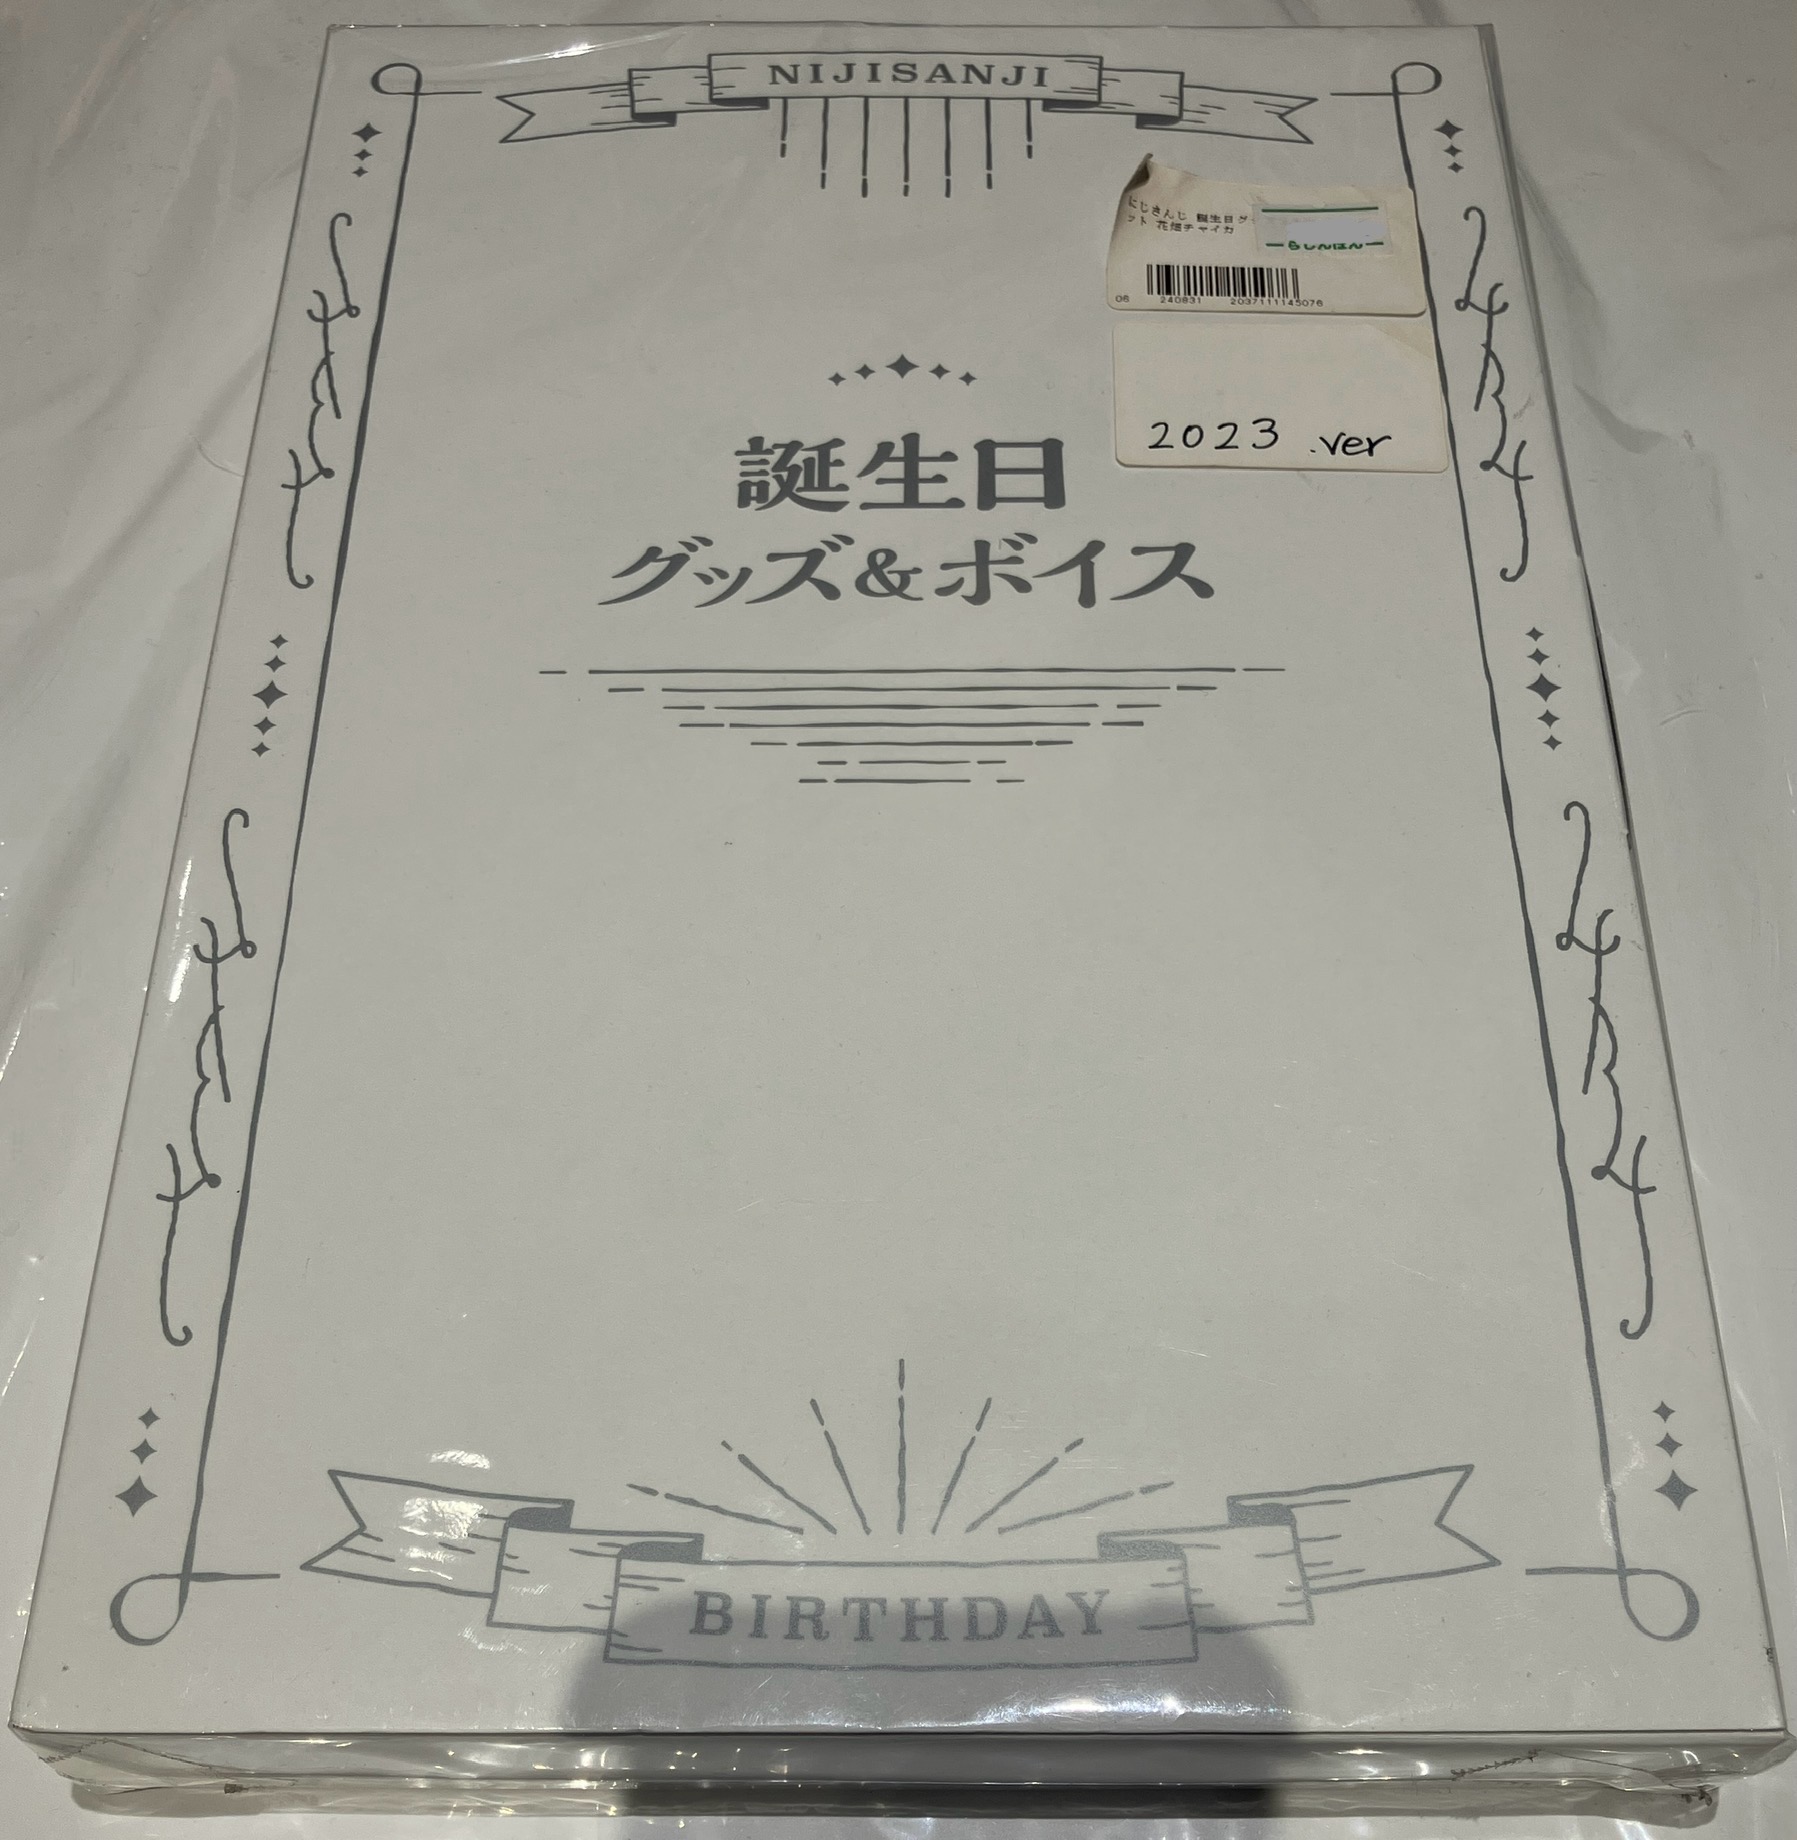 NIJISANJI
にじさんじ 誕生日グ
ット 花畑チャイカ
らしんばん
06 240831 2037111145076
2023 .ver
誕生日
グッズ&ボイス
BIRTHDAY